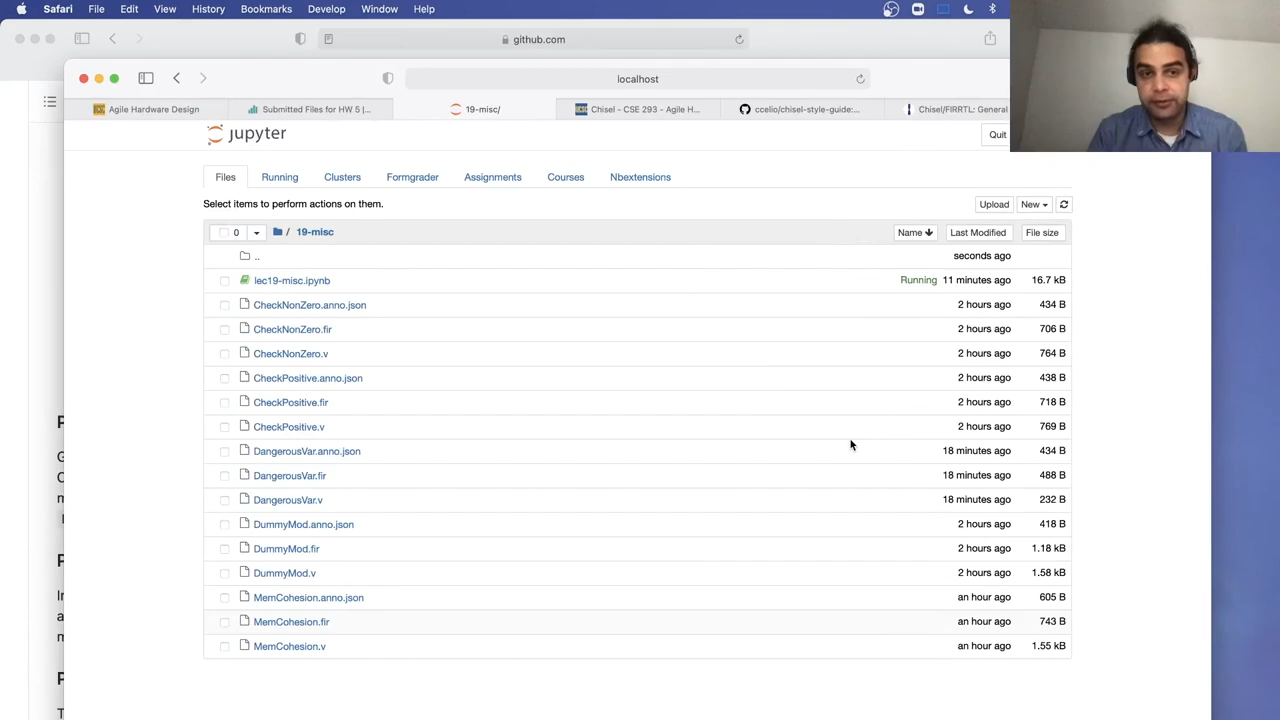 Safari File Edit View History Bookmarks Develop Window Help
github.com
localhost
Agile Hardware Design
Submitted Files for HW 5 |...
19-misc/
Chisel - CSE 293 - Agile H...
ccelio/chisel-style-guide:...
Chisel/FIRRTL: General
jupyter
Quit
Files Running Clusters Formgrader Assignments Courses Nbextensions
Select items to perform actions on them.
Upload New
0 / 19-misc Name Last Modified File size
.. seconds ago
lec19-misc.ipynb Running 11 minutes ago 16.7 kB
CheckNonZero.anno.json 2 hours ago 434 B
CheckNonZero.fir 2 hours ago 706 B
CheckNonZero.v 2 hours ago 764 B
CheckPositive.anno.json 2 hours ago 438 B
CheckPositive.fir 2 hours ago 718 B
CheckPositive.v 2 hours ago 769 B
DangerousVar.anno.json 18 minutes ago 434 B
DangerousVar.fir 18 minutes ago 488 B
DangerousVar.v 18 minutes ago 232 B
DummyMod.anno.json 2 hours ago 418 B
DummyMod.fir 2 hours ago 1.18 kB
DummyMod.v 2 hours ago 1.58 kB
MemCohesion.anno.json an hour ago 605 B
MemCohesion.fir an hour ago 743 B
MemCohesion.v an hour ago 1.55 kB